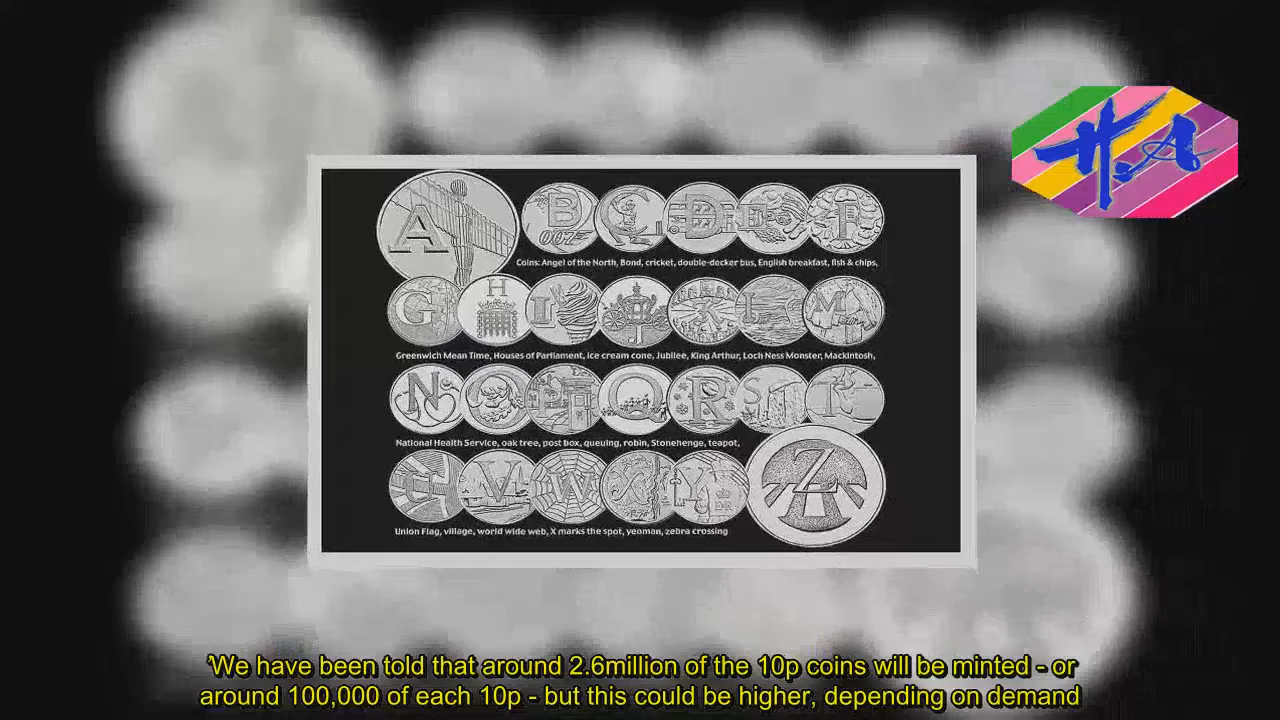 H.A
A
B
007
C
D
E
F
Coins: Angel of the North, Bond, cricket, double-decker bus, English breakfast, fish & chips,
G
H
I
J
K
L
M
Greenwich Mean Time, Houses of Parliament, ice cream cone, Jubilee, King Arthur, Loch Ness Monster, Mackintosh,
N
O
P
Q
R
S
T
National Health Service, oak tree, post box, queuing, robin, Stonehenge, teapot,
U
V
W
X
Y
Z
Union Flag, village, world wide web, X marks the spot, yeoman, zebra crossing
'We have been told that around 2.6million of the 10p coins will be minted - or
around 100,000 of each 10p - but this could be higher, depending on demand